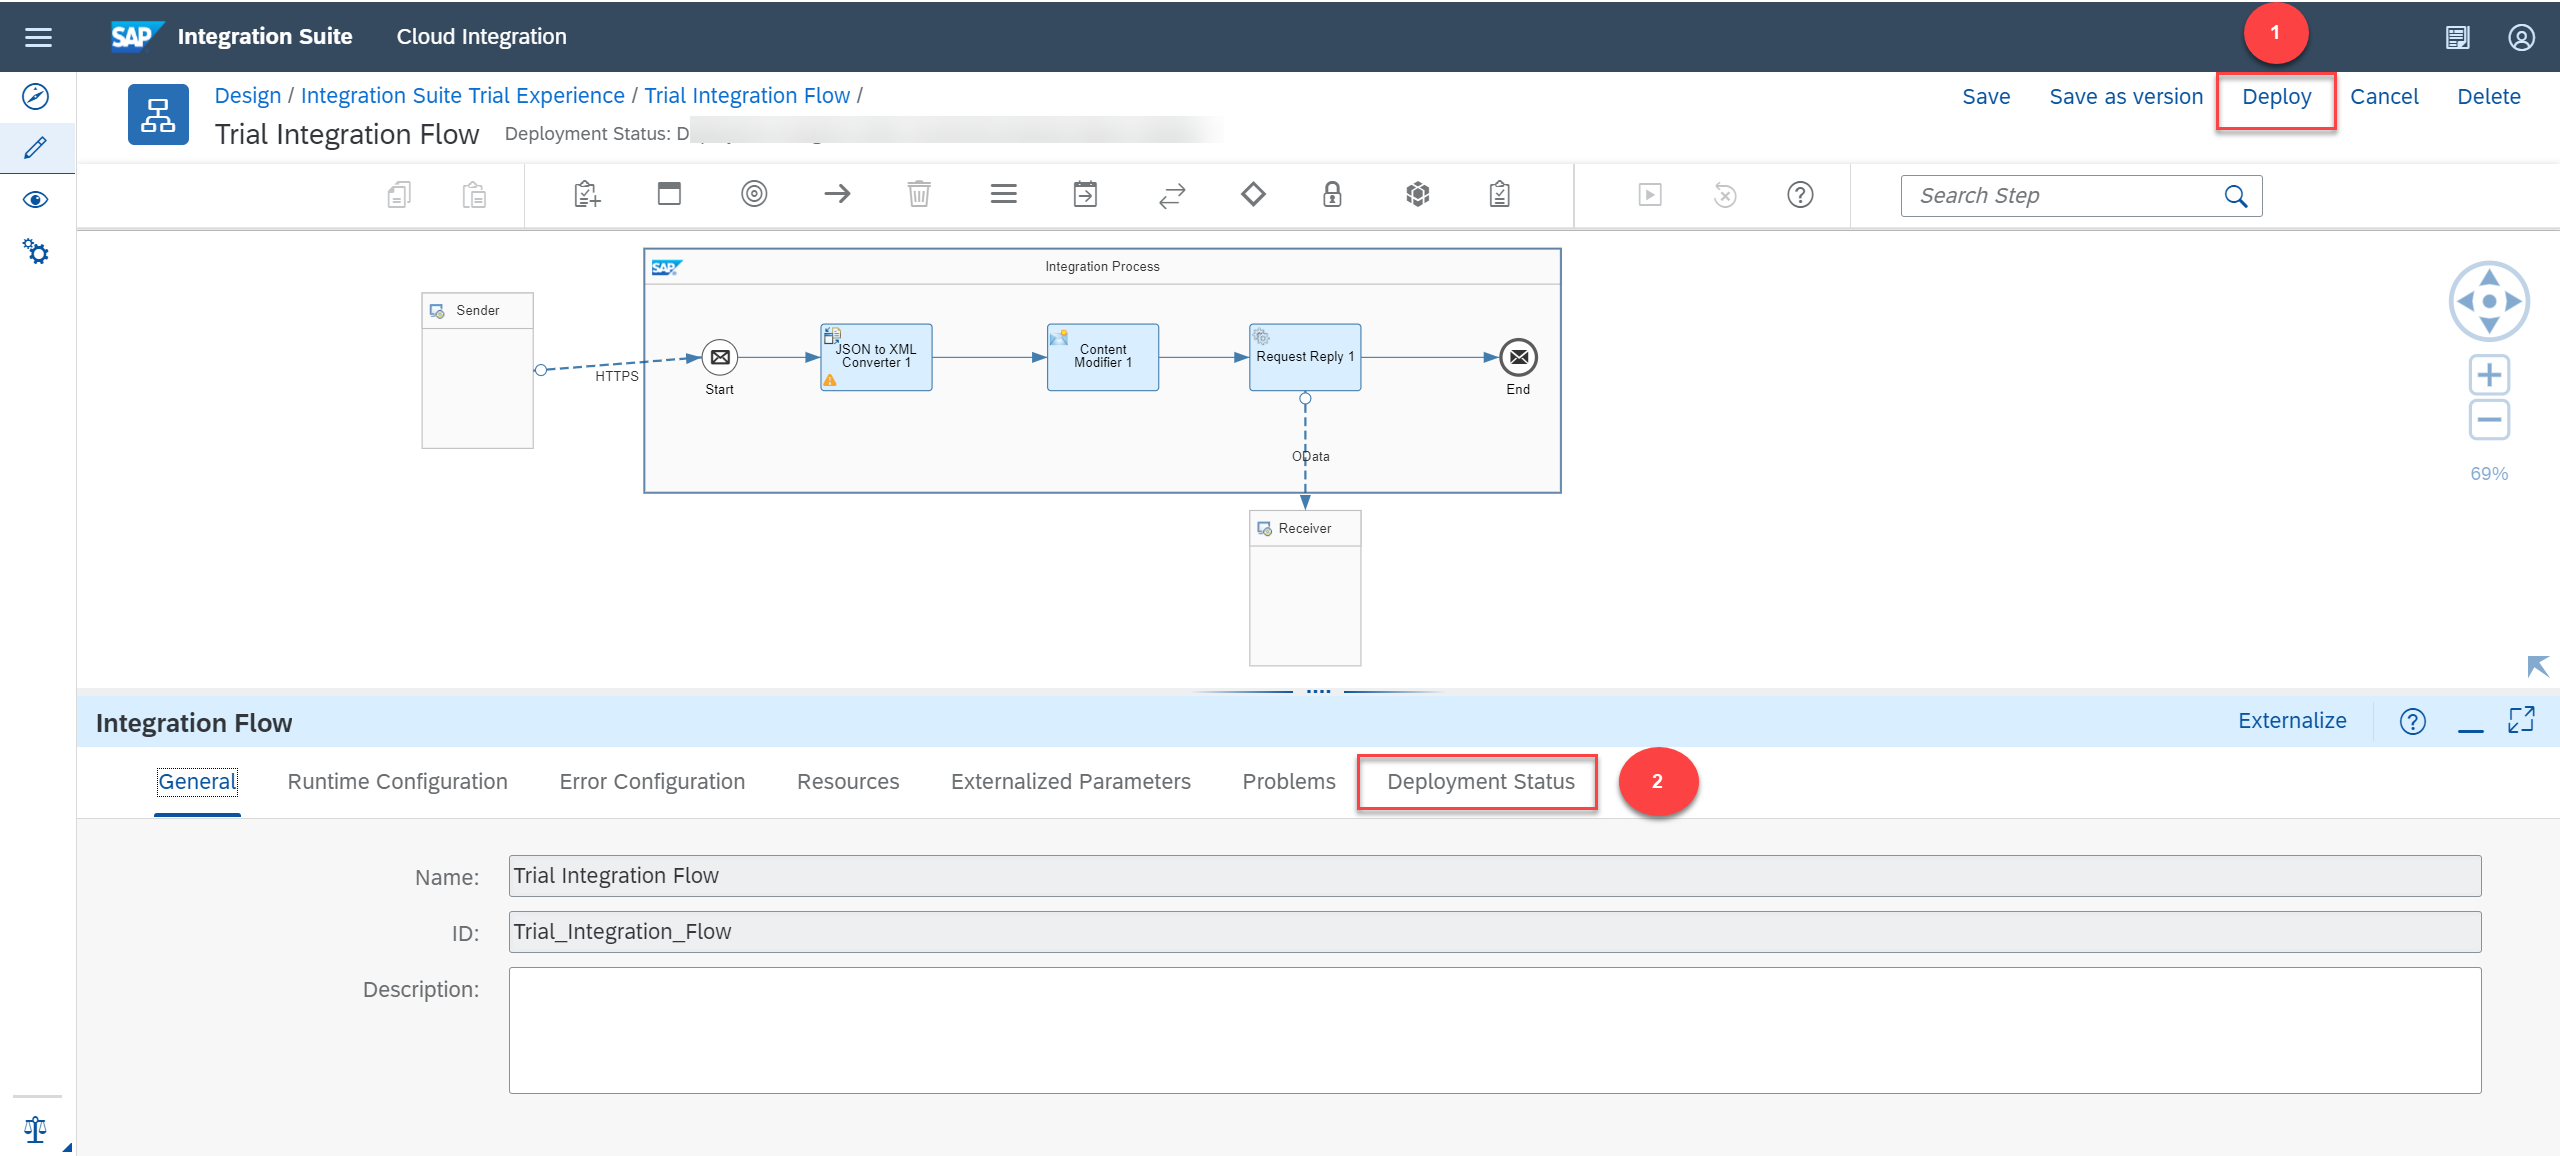 SAP Integration Suite Cloud Integration
1
Design / Integration Suite Trial Experience / Trial Integration Flow /
Save Save as version Deploy Cancel Delete
Trial Integration Flow Deployment Status:
Search Step
SAP Integration Process
Sender
HTTPS
Start
JSON to XML
Converter 1
Content
Modifier 1
Request Reply 1
End
OData
Receiver
69%
Integration Flow
Externalize
General Runtime Configuration Error Configuration Resources Externalized Parameters Problems Deployment Status 2
Name: Trial Integration Flow
ID: Trial_Integration_Flow
Description: